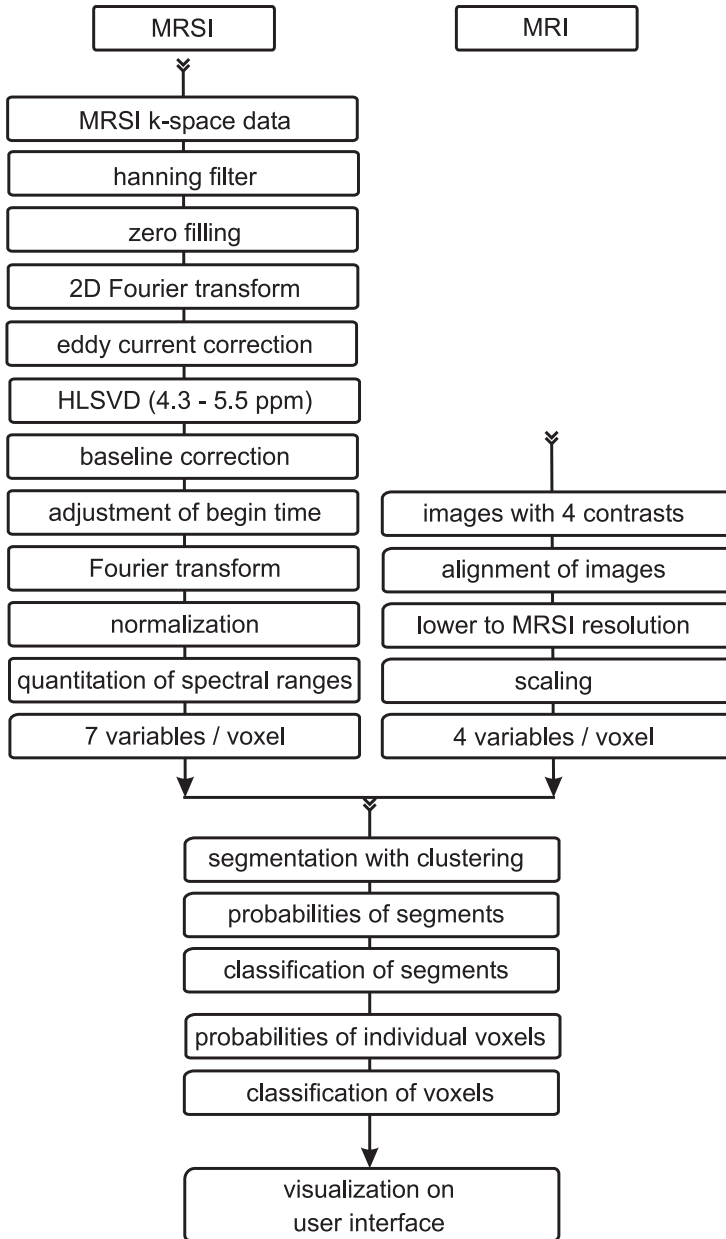 MRSI
MRI
MRSI k-space data
hanning filter
zero filling
2D Fourier transform
eddy current correction
HLSVD (4.3 - 5.5 ppm)
baseline correction
adjustment of begin time
Fourier transform
normalization
quantitation of spectral ranges
7 variables / voxel
images with 4 contrasts
alignment of images
lower to MRSI resolution
scaling
4 variables / voxel
segmentation with clustering
probabilities of segments
classification of segments
probabilities of individual voxels
classification of voxels
visualization on
user interface